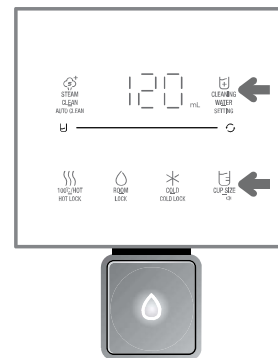 STEAM
CLEAN
AUTO CLEAN
120 mL
CLEANING
WATER
SETTING
100℃/HOT
HOT LOCK
ROOM
LOCK
COLD
COLD LOCK
CUP SIZE